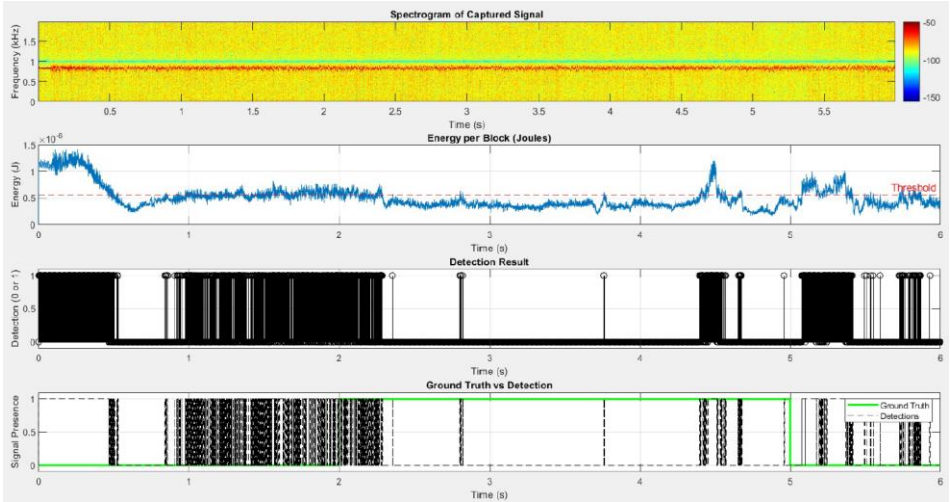 Spectrogram of Captured Signal
Frequency (kHz)
1.5
1
0.5
0
-50
-100
-150
0.5 1 1.5 2 2.5 3 3.5 4 4.5 5 5.5
Time (s)
Energy per Block (Joules)
×10⁻⁶
Energy (J)
1.5
1
0.5
0
Threshold
0 1 2 3 4 5 6
Time (s)
Detection Result
Detection (0 or 1)
1
0.5
0
0 1 2 3 4 5 6
Time (s)
Ground Truth vs Detection
Signal Presence
1
0.5
0
Ground Truth
Detections
0 1 2 3 4 5 6
Time (s)